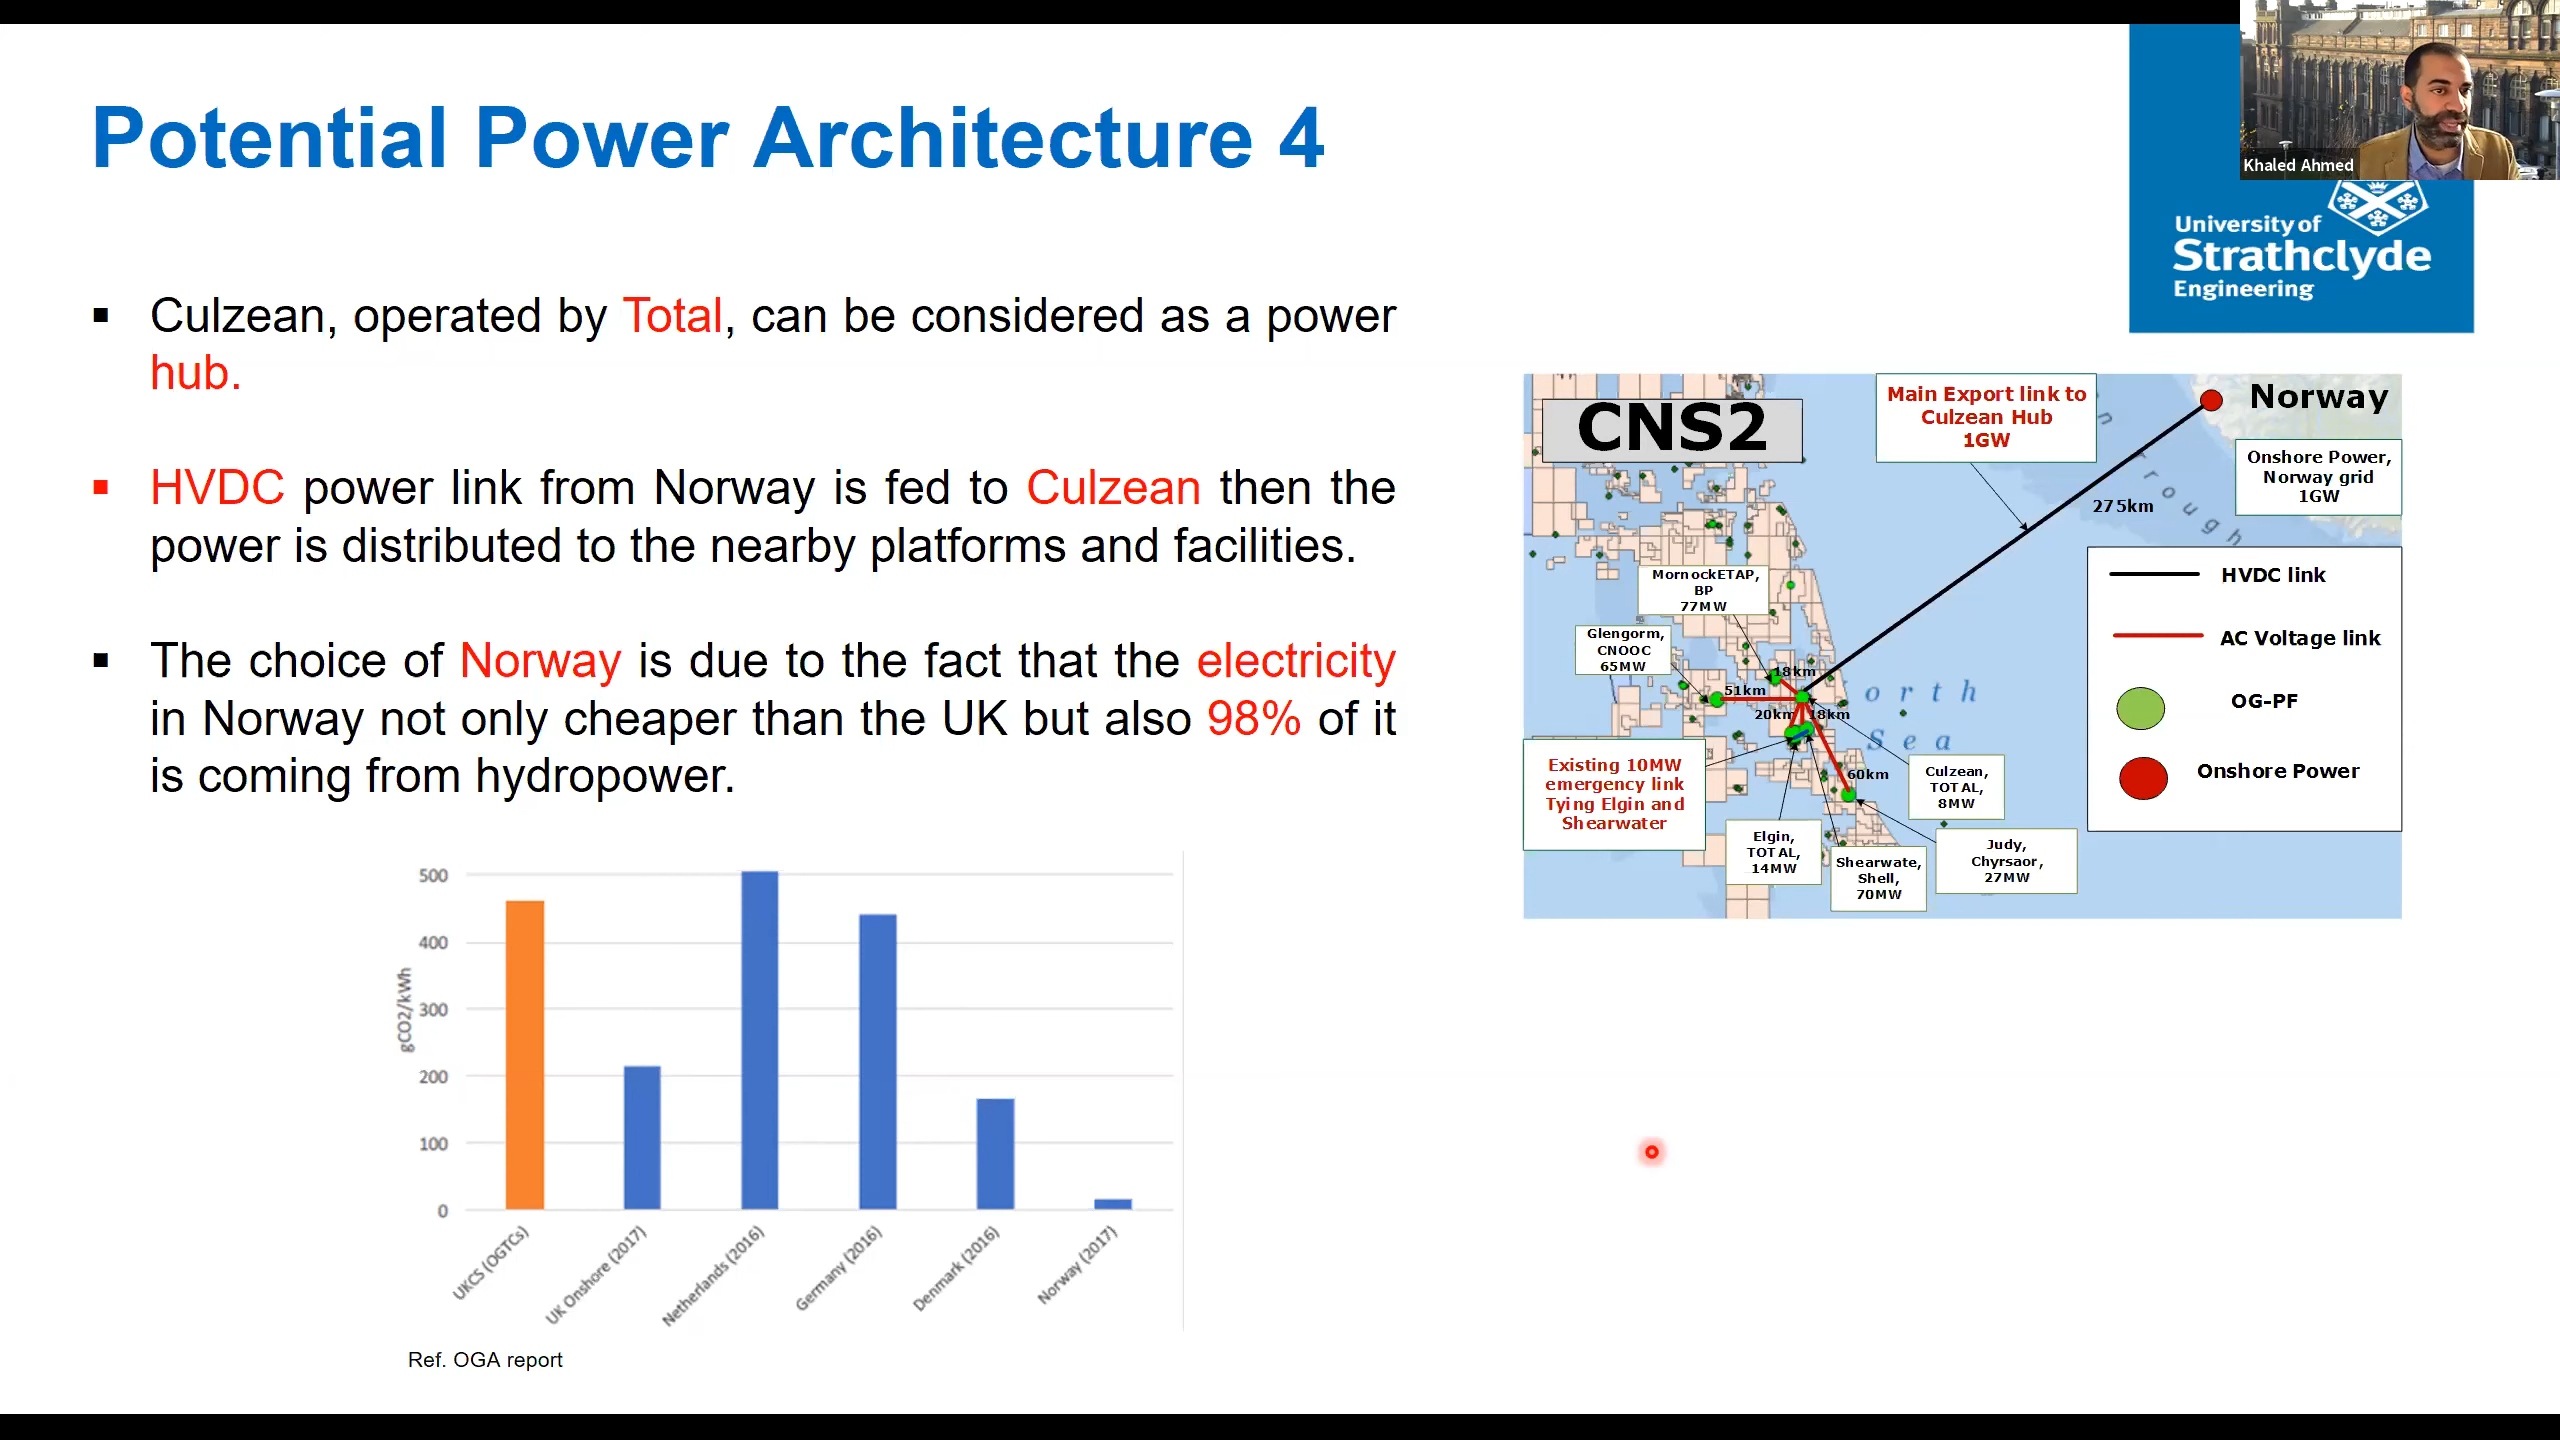 Potential Power Architecture 4
Khaled Ahmed
University of
Strathclyde
Engineering
▪ Culzean, operated by Total, can be considered as a power
hub.
▪ HVDC power link from Norway is fed to Culzean then the
power is distributed to the nearby platforms and facilities.
▪ The choice of Norway is due to the fact that the electricity
in Norway not only cheaper than the UK but also 98% of it
is coming from hydropower.
CNS2
Main Export link to
Culzean Hub
1GW
Norway
Onshore Power,
Norway grid
1GW
275km
Trough
HVDC link
AC Voltage link
OG-PF
Onshore Power
MornockETAP,
BP
77MW
Glengorm,
CNOOC
65MW
18km
51km
20km
18km
60km
orth
Sea
Existing 10MW
emergency link
Tying Elgin and
Shearwater
Culzean,
TOTAL,
8MW
Elgin,
TOTAL,
14MW
Shearwate,
Shell,
70MW
Judy,
Chyrsaor,
27MW
gCO2/kWh
500
400
300
200
100
0
UKCS (OGTCs)
UK Onshore (2017)
Netherlands (2016)
Germany (2016)
Denmark (2016)
Norway (2017)
Ref. OGA report